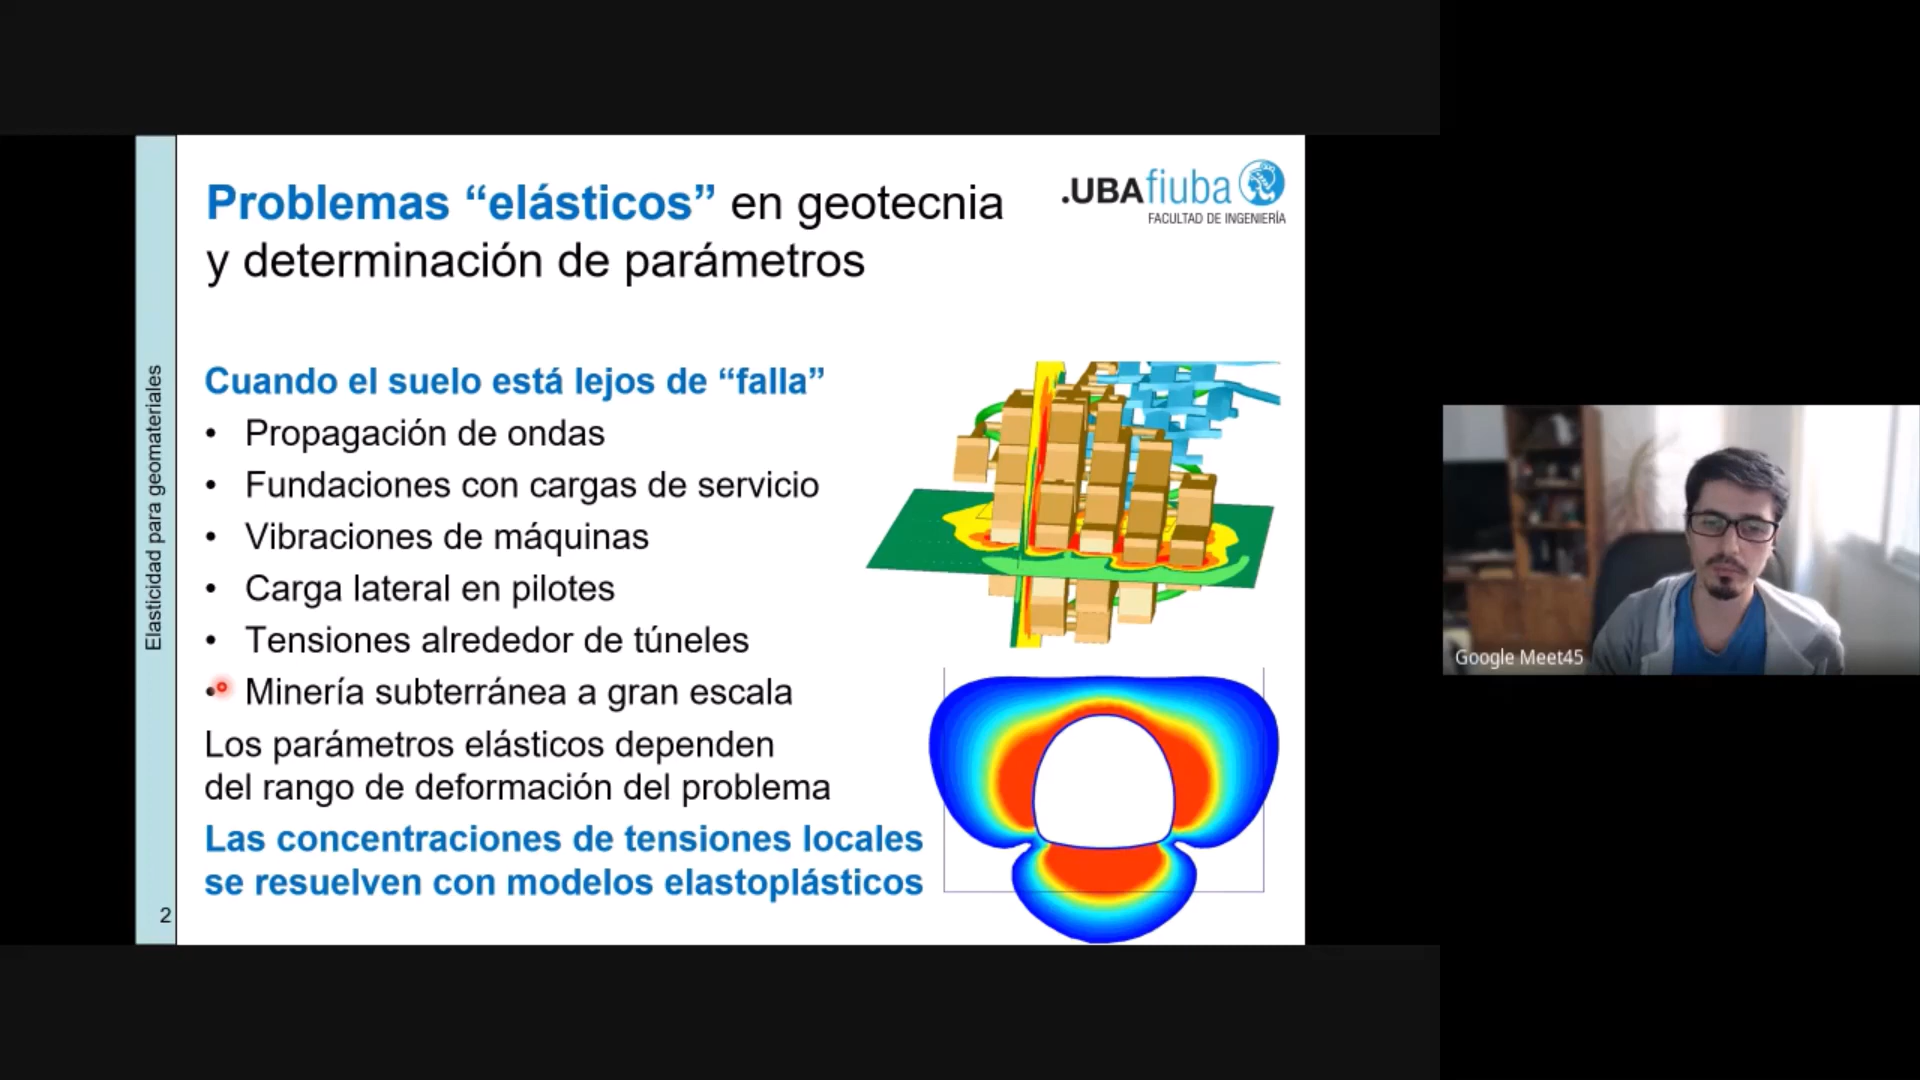 Problemas “elásticos” en geotecnia
y determinación de parámetros
.UBAfiuba
FACULTAD DE INGENIERÍA
Elasticidad para geomateriales
Cuando el suelo está lejos de “falla”
• Propagación de ondas
• Fundaciones con cargas de servicio
• Vibraciones de máquinas
• Carga lateral en pilotes
• Tensiones alrededor de túneles
• Minería subterránea a gran escala
Los parámetros elásticos dependen
del rango de deformación del problema
Las concentraciones de tensiones locales
se resuelven con modelos elastoplásticos
2
Google Meet45